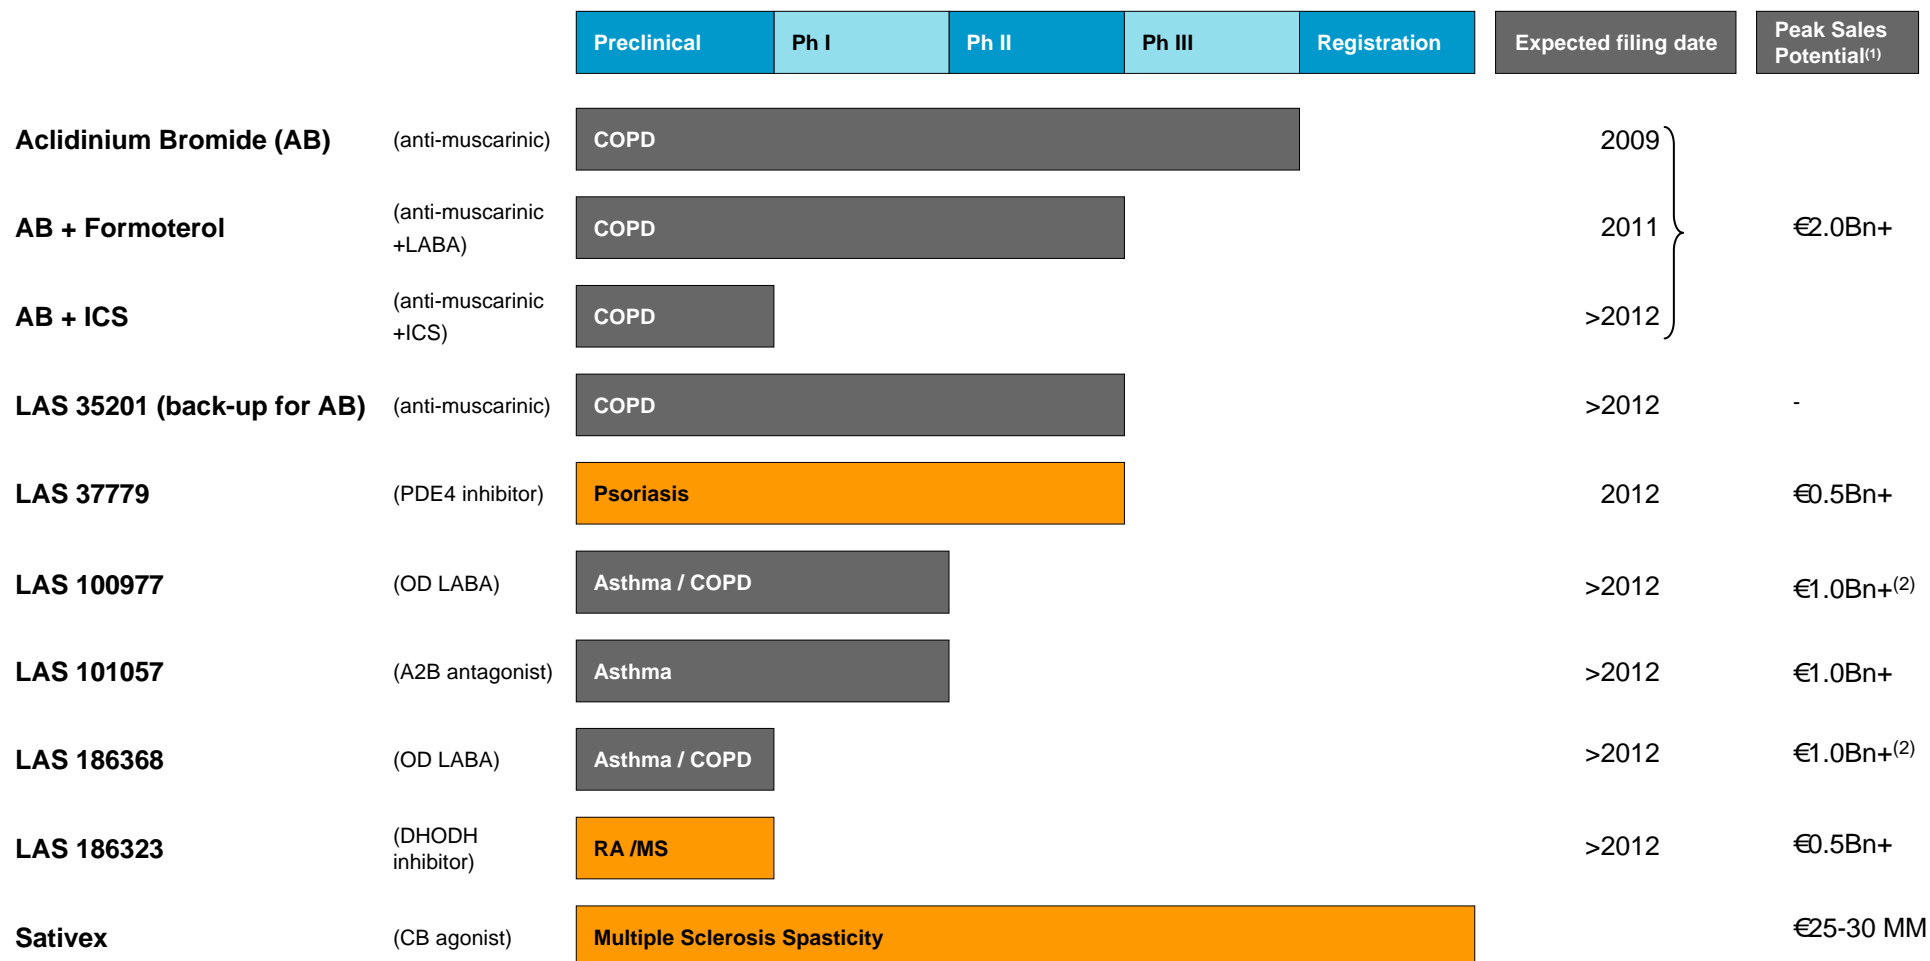 Preclinical Ph I Ph II Ph III Registration Expected filing date Peak Sales
Potential(1)
Aclidinium Bromide (AB) (anti-muscarinic) COPD 2009
AB + Formoterol (anti-muscarinic
+LABA) COPD 2011 €2.0Bn+
AB + ICS (anti-muscarinic
+ICS) COPD >2012
LAS 35201 (back-up for AB) (anti-muscarinic) COPD >2012 -
LAS 37779 (PDE4 inhibitor) Psoriasis 2012 €0.5Bn+
LAS 100977 (OD LABA) Asthma / COPD >2012 €1.0Bn+(2)
LAS 101057 (A2B antagonist) Asthma >2012 €1.0Bn+
LAS 186368 (OD LABA) Asthma / COPD >2012 €1.0Bn+(2)
LAS 186323 (DHODH
inhibitor) RA /MS >2012 €0.5Bn+
Sativex (CB agonist) Multiple Sclerosis Spasticity €25-30 MM